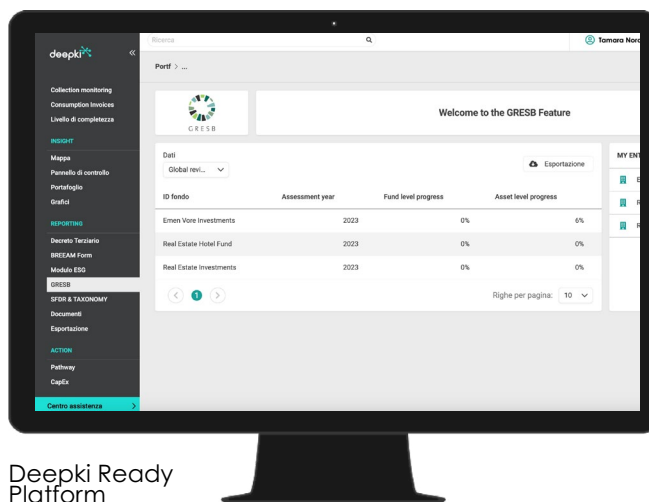 deepki
«
Ricerca
Tamara Nord
Portf > ...
Collection monitoring
Consumption Invoices
Livello di completezza
INSIGHT
Mappa
Pannello di controllo
Portafoglio
Grafici
REPORTING
Decreto Terziario
BREEAM Form
Modulo ESG
GRESB
SFDR & TAXONOMY
Documenti
Esportazione
ACTION
Pathway
CapEx
Centro assistenza >
GRESB
Welcome to the GRESB Feature
Dati
Global revi...
Esportazione
ID fondo Assessment year Fund level progress Asset level progress
Emen Vore Investments 2023 0% 6%
Real Estate Hotel Fund 2023 0% 0%
Real Estate Investments 2023 0% 0%
< 1 >
Righe per pagina: 10
MY ENT
E
R
R
Deepki Ready
Platform